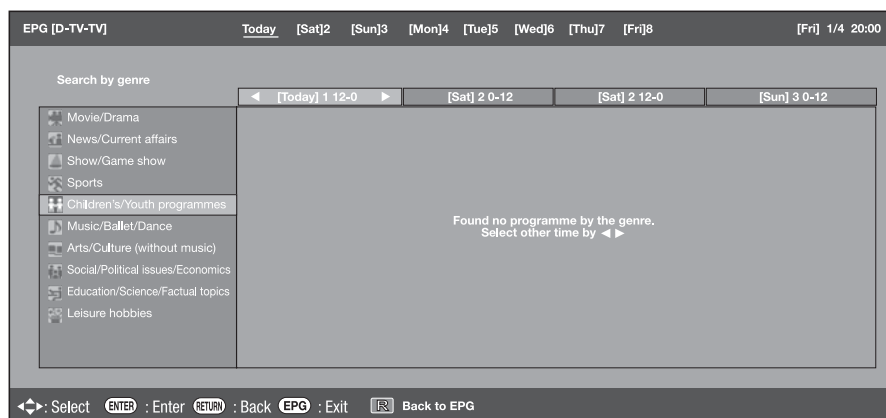 EPG [D-TV-TV] Today [Sat]2 [Sun]3 [Mon]4 [Tue]5 [Wed]6 [Thu]7 [Fri]8 [Fri] 1/4 20:00
Search by genre
◀ [Today] 1 12-0 ▶ [Sat] 2 0-12 [Sat] 2 12-0 [Sun] 3 0-12
Movie/Drama
News/Current affairs
Show/Game show
Sports
Children's/Youth programmes
Music/Ballet/Dance
Arts/Culture (without music)
Social/Political issues/Economics
Education/Science/Factual topics
Leisure hobbies
Found no programme by the genre.
Select other time by ◀ ▶
: Select ENTER : Enter RETURN : Back EPG : Exit R Back to EPG